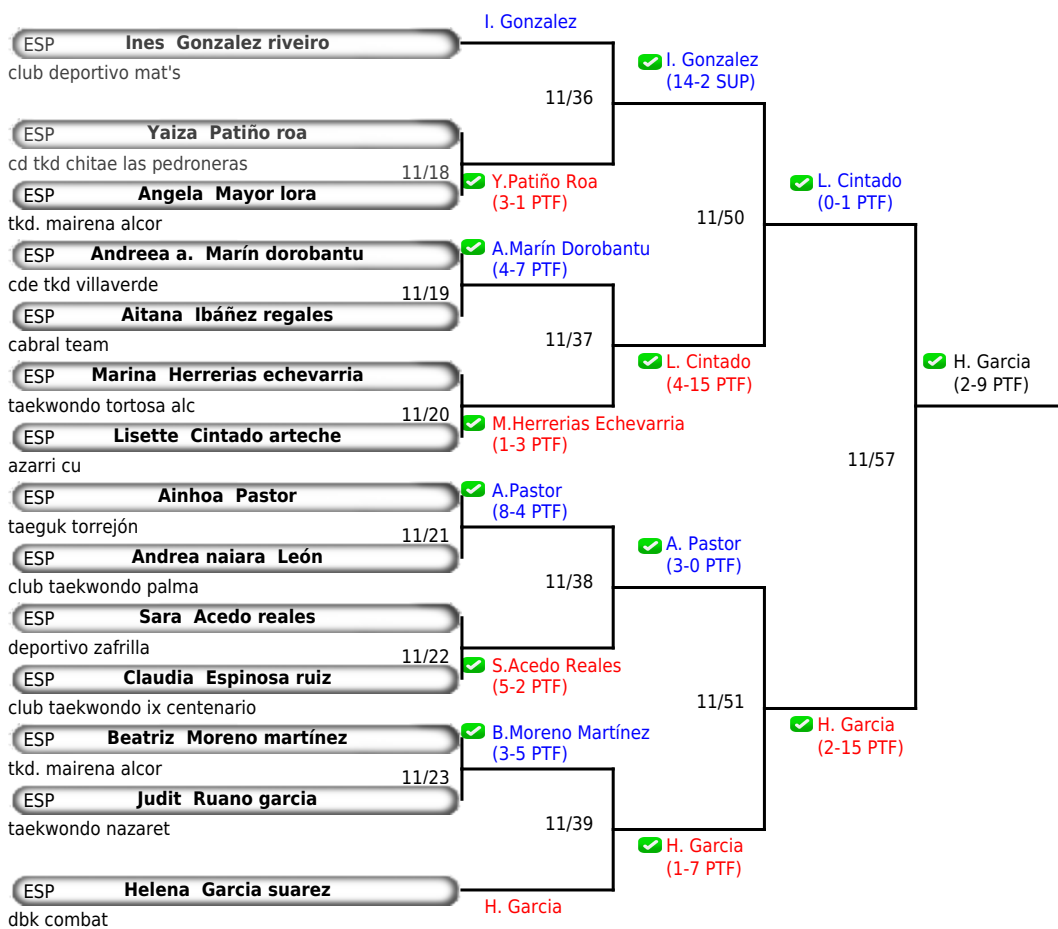 I. Gonzalez
ESP Ines Gonzalez riveiro
club deportivo mat's
I. Gonzalez
(14-2 SUP)
11/36
ESP Yaiza Patiño roa
cd tkd chitae las pedroneras
11/18
Y.Patiño Roa
(3-1 PTF)
ESP Angela Mayor lora
tkd. mairena alcor
L. Cintado
(0-1 PTF)
11/50
ESP Andreea a. Marín dorobantu
cde tkd villaverde
A.Marín Dorobantu
(4-7 PTF)
11/19
ESP Aitana Ibáñez regales
cabral team
11/37
L. Cintado
(4-15 PTF)
H. Garcia
(2-9 PTF)
ESP Marina Herrerias echevarria
taekwondo tortosa alc
11/20
M.Herrerias Echevarria
(1-3 PTF)
ESP Lisette Cintado arteche
azarri cu
11/57
ESP Ainhoa Pastor
taeguk torrejón
A.Pastor
(8-4 PTF)
11/21
ESP Andrea naiara León
club taekwondo palma
A. Pastor
(3-0 PTF)
11/38
ESP Sara Acedo reales
deportivo zafrilla
11/22
S.Acedo Reales
(5-2 PTF)
ESP Claudia Espinosa ruiz
club taekwondo ix centenario
11/51
H. Garcia
(2-15 PTF)
ESP Beatriz Moreno martínez
tkd. mairena alcor
B.Moreno Martínez
(3-5 PTF)
11/23
ESP Judit Ruano garcia
taekwondo nazaret
11/39
H. Garcia
(1-7 PTF)
ESP Helena Garcia suarez
dbk combat
H. Garcia